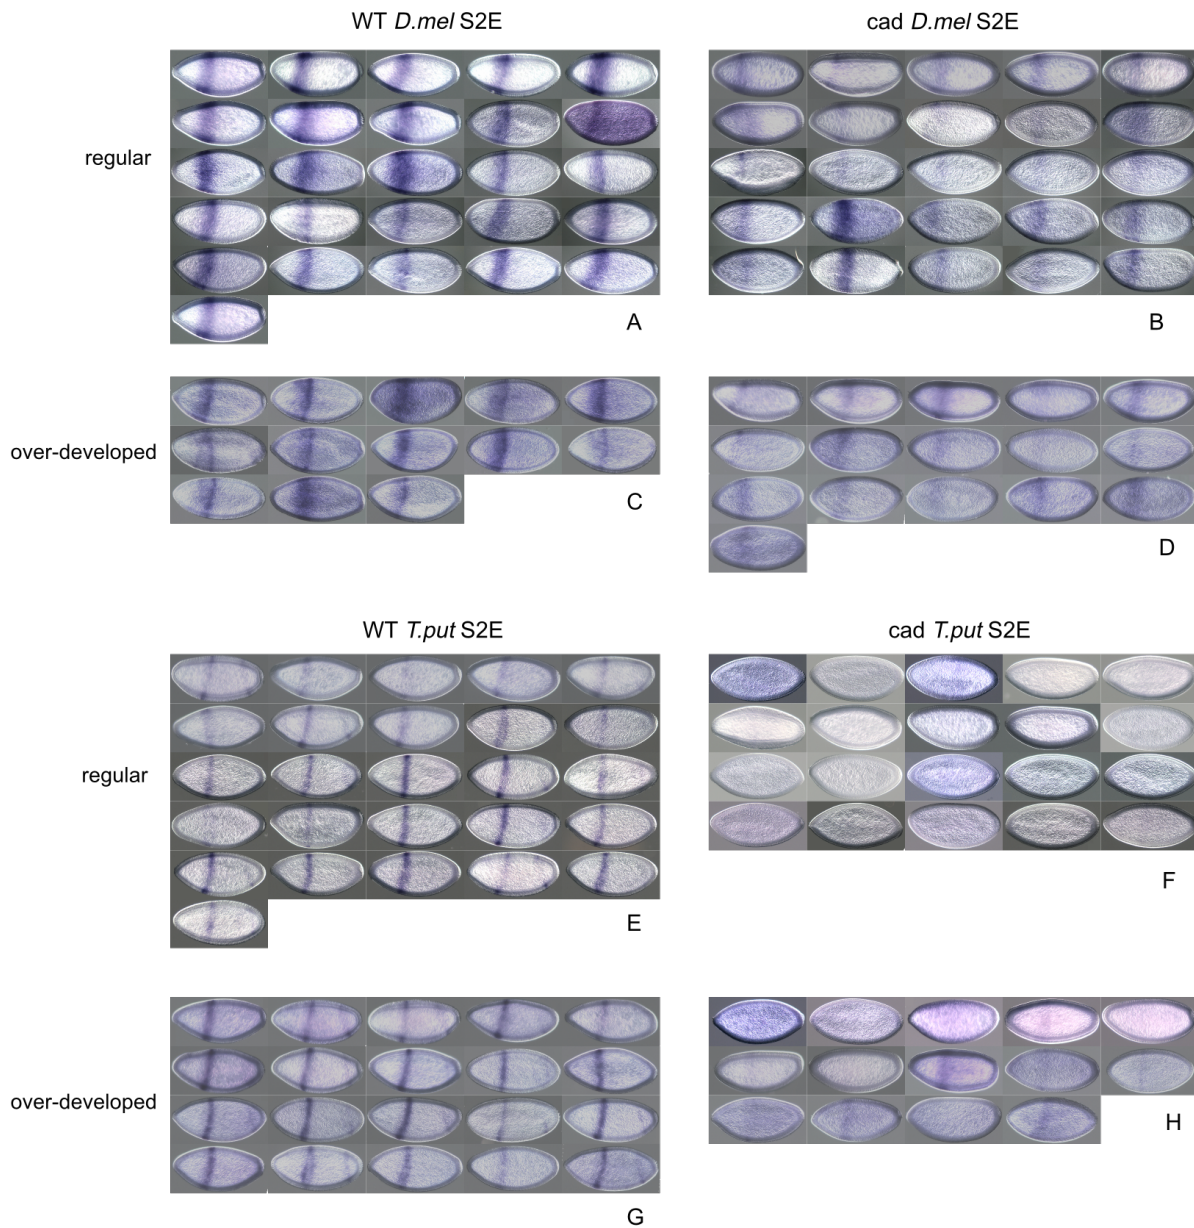 WT D.mel S2E
cad D.mel S2E
regular
A
B
over-developed
C
D
WT T.put S2E
cad T.put S2E
regular
F
E
over-developed
H
G